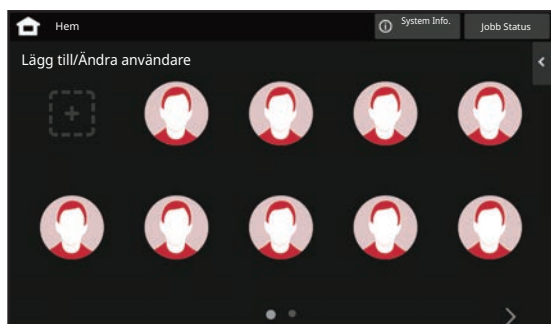 Hem
System Info.
Jobb Status
Lägg till/Ändra användare